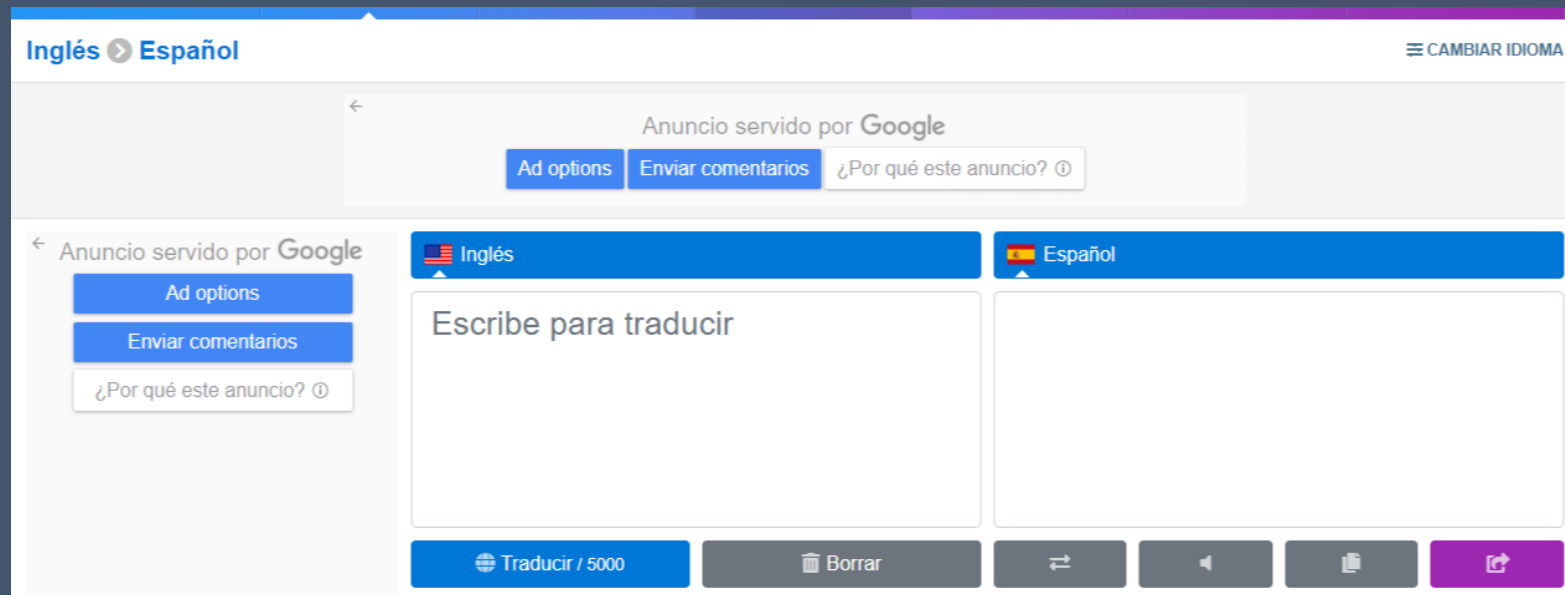 Inglés Español
CAMBIAR IDIOMA
Anuncio servido por Google
Ad options Enviar comentarios ¿Por qué este anuncio?
Anuncio servido por Google
Ad options
Enviar comentarios
¿Por qué este anuncio?
Inglés
Escribe para traducir
Español
Traducir / 5000
Borrar